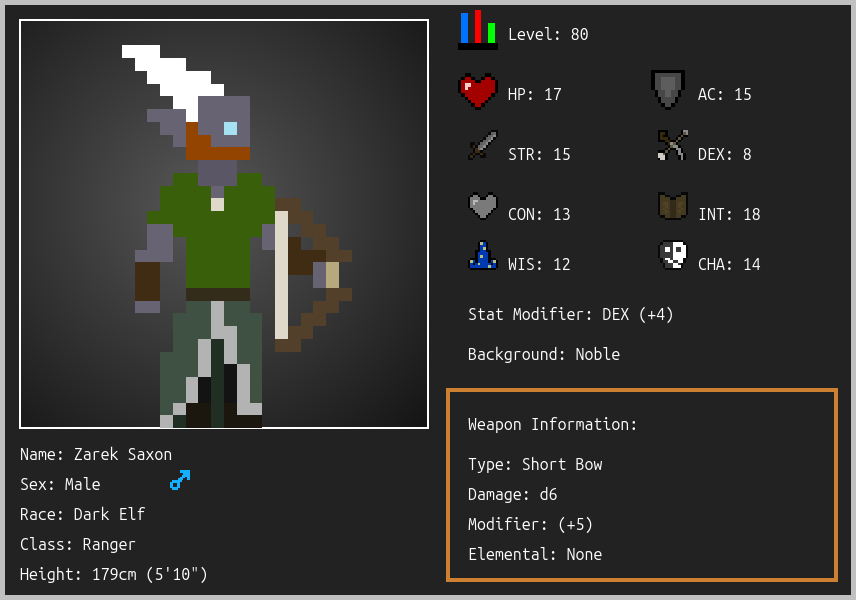 Level: 80
HP: 17
AC: 15
STR: 15
DEX: 8
CON: 13
INT: 18
WIS: 12
CHA: 14
Stat Modifier: DEX (+4)
Background: Noble
Weapon Information:
Type: Short Bow
Damage: d6
Modifier: (+5)
Elemental: None
Name: Zarek Saxon
Sex: Male
Race: Dark Elf
Class: Ranger
Height: 179cm (5'10")